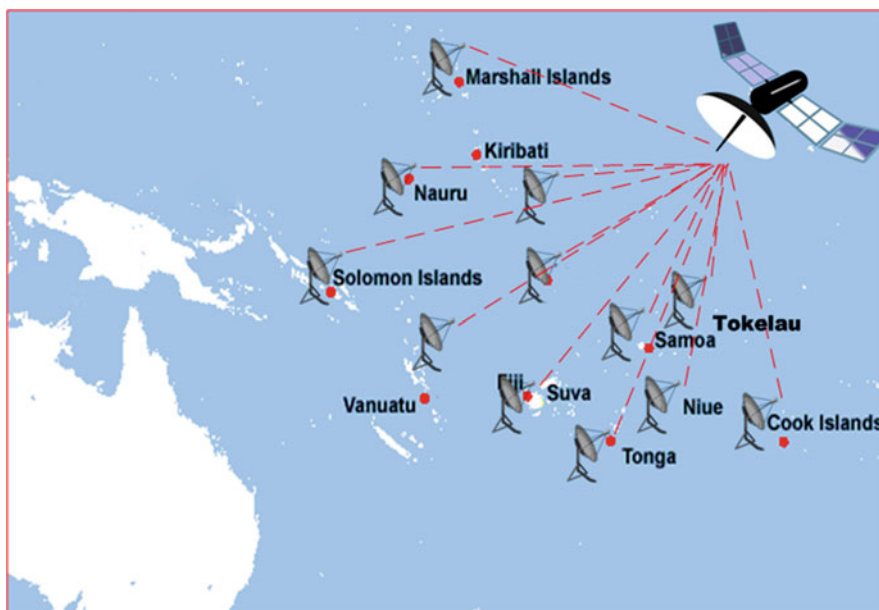 Marshall Islands
Kiribati
Nauru
Solomon Islands
Tokelau
Samoa
Fiji
Suva
Niue
Vanuatu
Cook Islands
Tonga